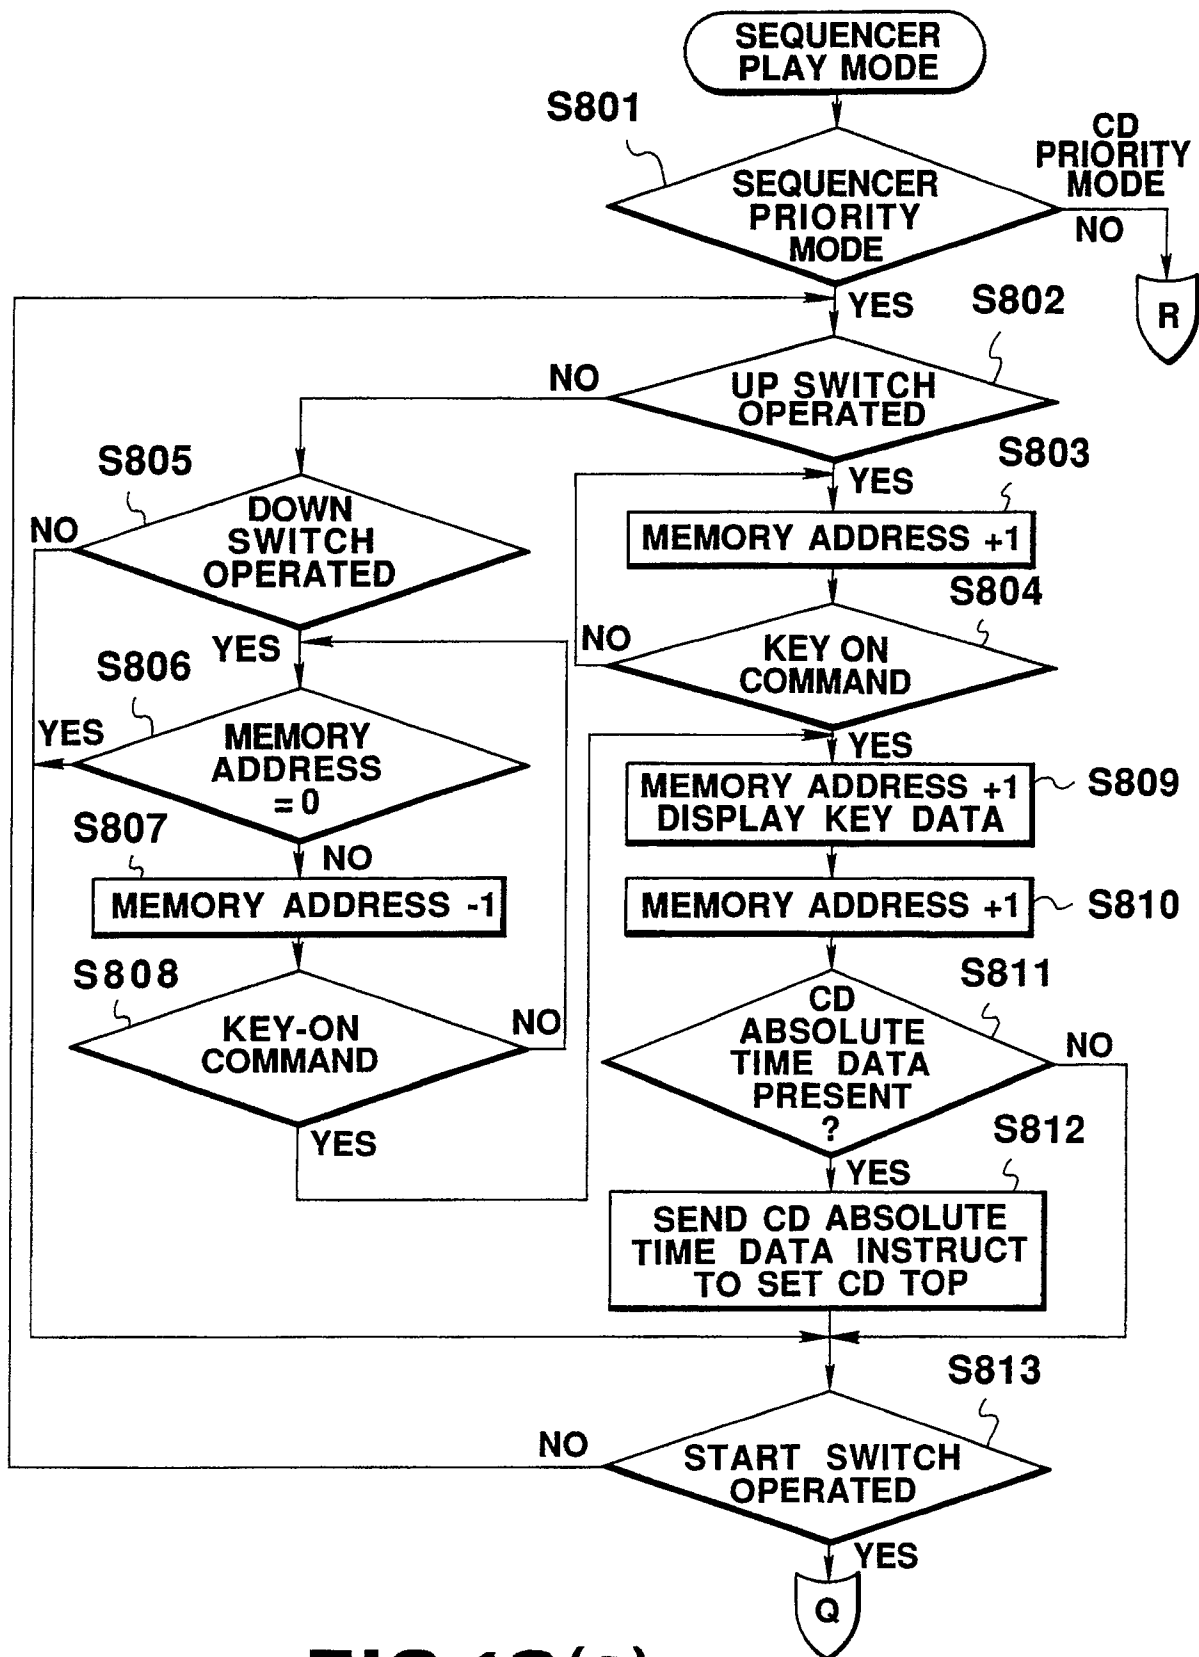 SEQUENCER
PLAY MODE
S801
SEQUENCER
PRIORITY
MODE
CD
PRIORITY
MODE
NO
R
YES
S802
UP SWITCH
OPERATED
NO
YES
S803
MEMORY ADDRESS +1
S804
KEY ON
COMMAND
NO
YES
S805
DOWN
SWITCH
OPERATED
NO
YES
S806
MEMORY
ADDRESS
= 0
YES
NO
S807
MEMORY ADDRESS -1
S808
KEY-ON
COMMAND
NO
YES
MEMORY ADDRESS +1
DISPLAY KEY DATA
S809
MEMORY ADDRESS +1
S810
S811
CD
ABSOLUTE
TIME DATA
PRESENT
?
NO
YES
S812
SEND CD ABSOLUTE
TIME DATA INSTRUCT
TO SET CD TOP
S813
START SWITCH
OPERATED
NO
YES
Q